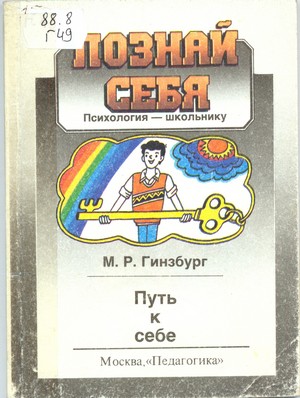 88.8
Г49
ПОЗНАЙ
СЕБЯ
Психология — школьнику
М. Р. Гинзбург
Путь
к
себе
Москва, «Педагогика»